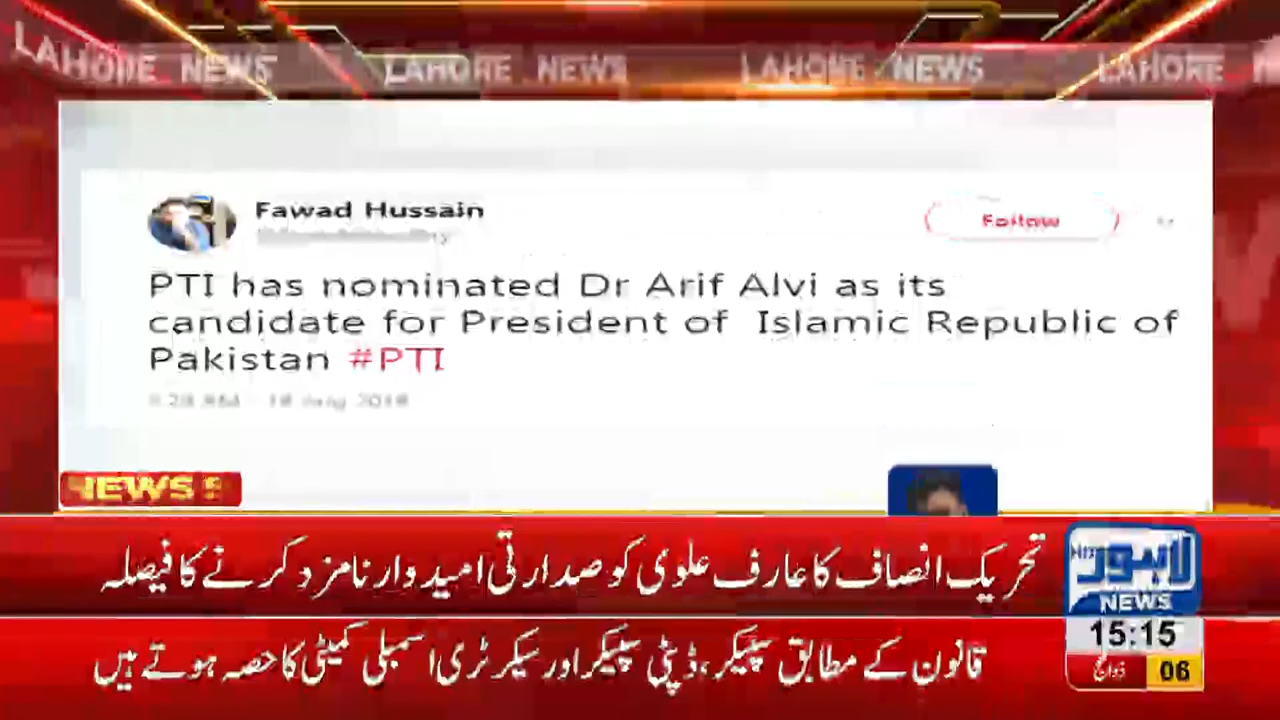 LAHORE NEWS LAHORE NEWS LAHORE NEWS LAHORE
Fawad Hussain
Follow
PTI has nominated Dr Arif Alvi as its
candidate for President of Islamic Republic of
Pakistan #PTI
NEWS
تحریک انصاف کا عارف علوی کو صدارتی امیدوار نامزد کرنے کا فیصلہ
لاہور
NEWS
قانون کے مطابق سپیکر، ڈپٹی سپیکر اور سیکرٹری اسمبلی کمیٹی کا حصہ ہوتے ہیں
15:15
ذوالحج 06